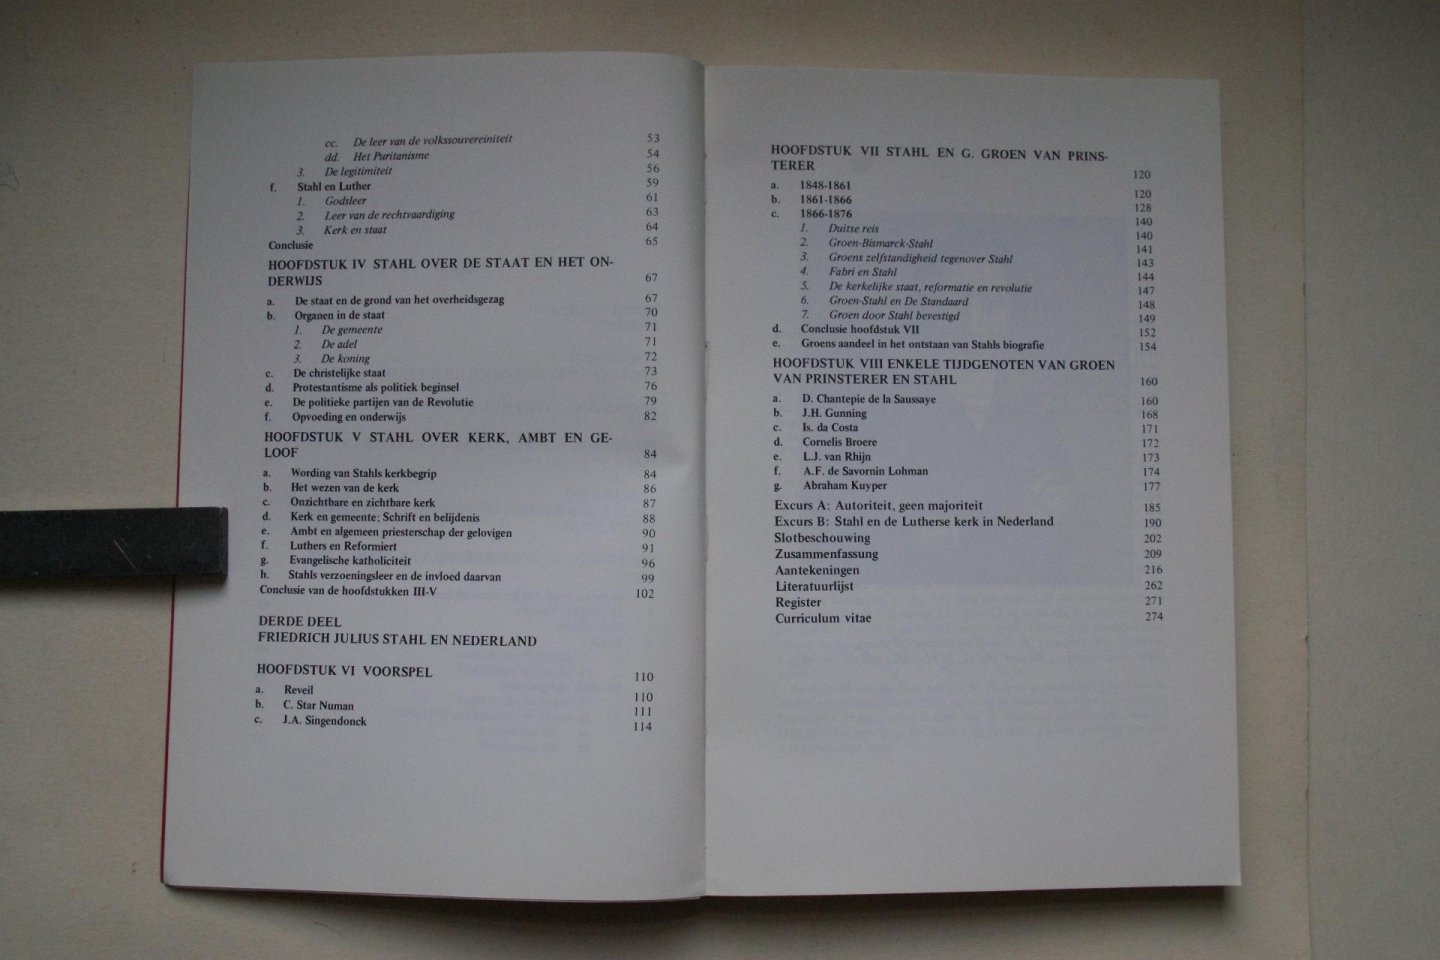 cc. De leer van de volkssouvereiniteit 53
dd. Het Puritanisme 54
3. De legitimiteit 56
f. Stahl en Luther 59
1. Godsleer 61
2. Leer van de rechtvaardiging 63
3. Kerk en staat 64
Conclusie 65
HOOFDSTUK IV STAHL OVER DE STAAT EN HET ON-
DERWIJS 67
a. De staat en de grond van het overheidsgezag 67
b. Organen in de staat 70
1. De gemeente 71
2. De adel 71
3. De koning 72
c. De christelijke staat 73
d. Protestantisme als politiek beginsel 76
e. De politieke partijen van de Revolutie 79
f. Opvoeding en onderwijs 82
HOOFDSTUK V STAHL OVER KERK, AMBT EN GE-
LOOF 84
a. Wording van Stahls kerkbegrip 84
b. Het wezen van de kerk 86
c. Onzichtbare en zichtbare kerk 87
d. Kerk en gemeente; Schrift en belijdenis 88
e. Ambt en algemeen priesterschap der gelovigen 90
f. Luthers en Reformiert 91
g. Evangelische katholiciteit 96
h. Stahls verzoeningsleer en de invloed daarvan 99
Conclusie van de hoofdstukken III-V 102
DERDE DEEL
FRIEDRICH JULIUS STAHL EN NEDERLAND
HOOFDSTUK VI VOORSPEL 110
a. Reveil 110
b. C. Star Numan 111
c. J.A. Singendonck 114
HOOFDSTUK VII STAHL EN G. GROEN VAN PRINS-
TERER 120
a. 1848-1861 120
b. 1861-1866 128
c. 1866-1876 140
1. Duitse reis 140
2. Groen-Bismarck-Stahl 141
3. Groens zelfstandigheid tegenover Stahl 143
4. Fabri en Stahl 144
5. De kerkelijke staat, reformatie en revolutie 147
6. Groen-Stahl en De Standaard 148
7. Groen door Stahl bevestigd 149
d. Conclusie hoofdstuk VII 152
e. Groens aandeel in het ontstaan van Stahls biografie 154
HOOFDSTUK VIII ENKELE TIJDGENOTEN VAN GROEN
VAN PRINSTERER EN STAHL 160
a. D. Chantepie de la Saussaye 160
b. J.H. Gunning 168
c. Is. da Costa 171
d. Cornelis Broere 172
e. L.J. van Rhijn 173
f. A.F. de Savornin Lohman 174
g. Abraham Kuyper 177
Excurs A: Autoriteit, geen majoriteit 185
Excurs B: Stahl en de Lutherse kerk in Nederland 190
Slotbeschouwing 202
Zusammenfassung 209
Aantekeningen 216
Literatuurlijst 262
Register 271
Curriculum vitae 274